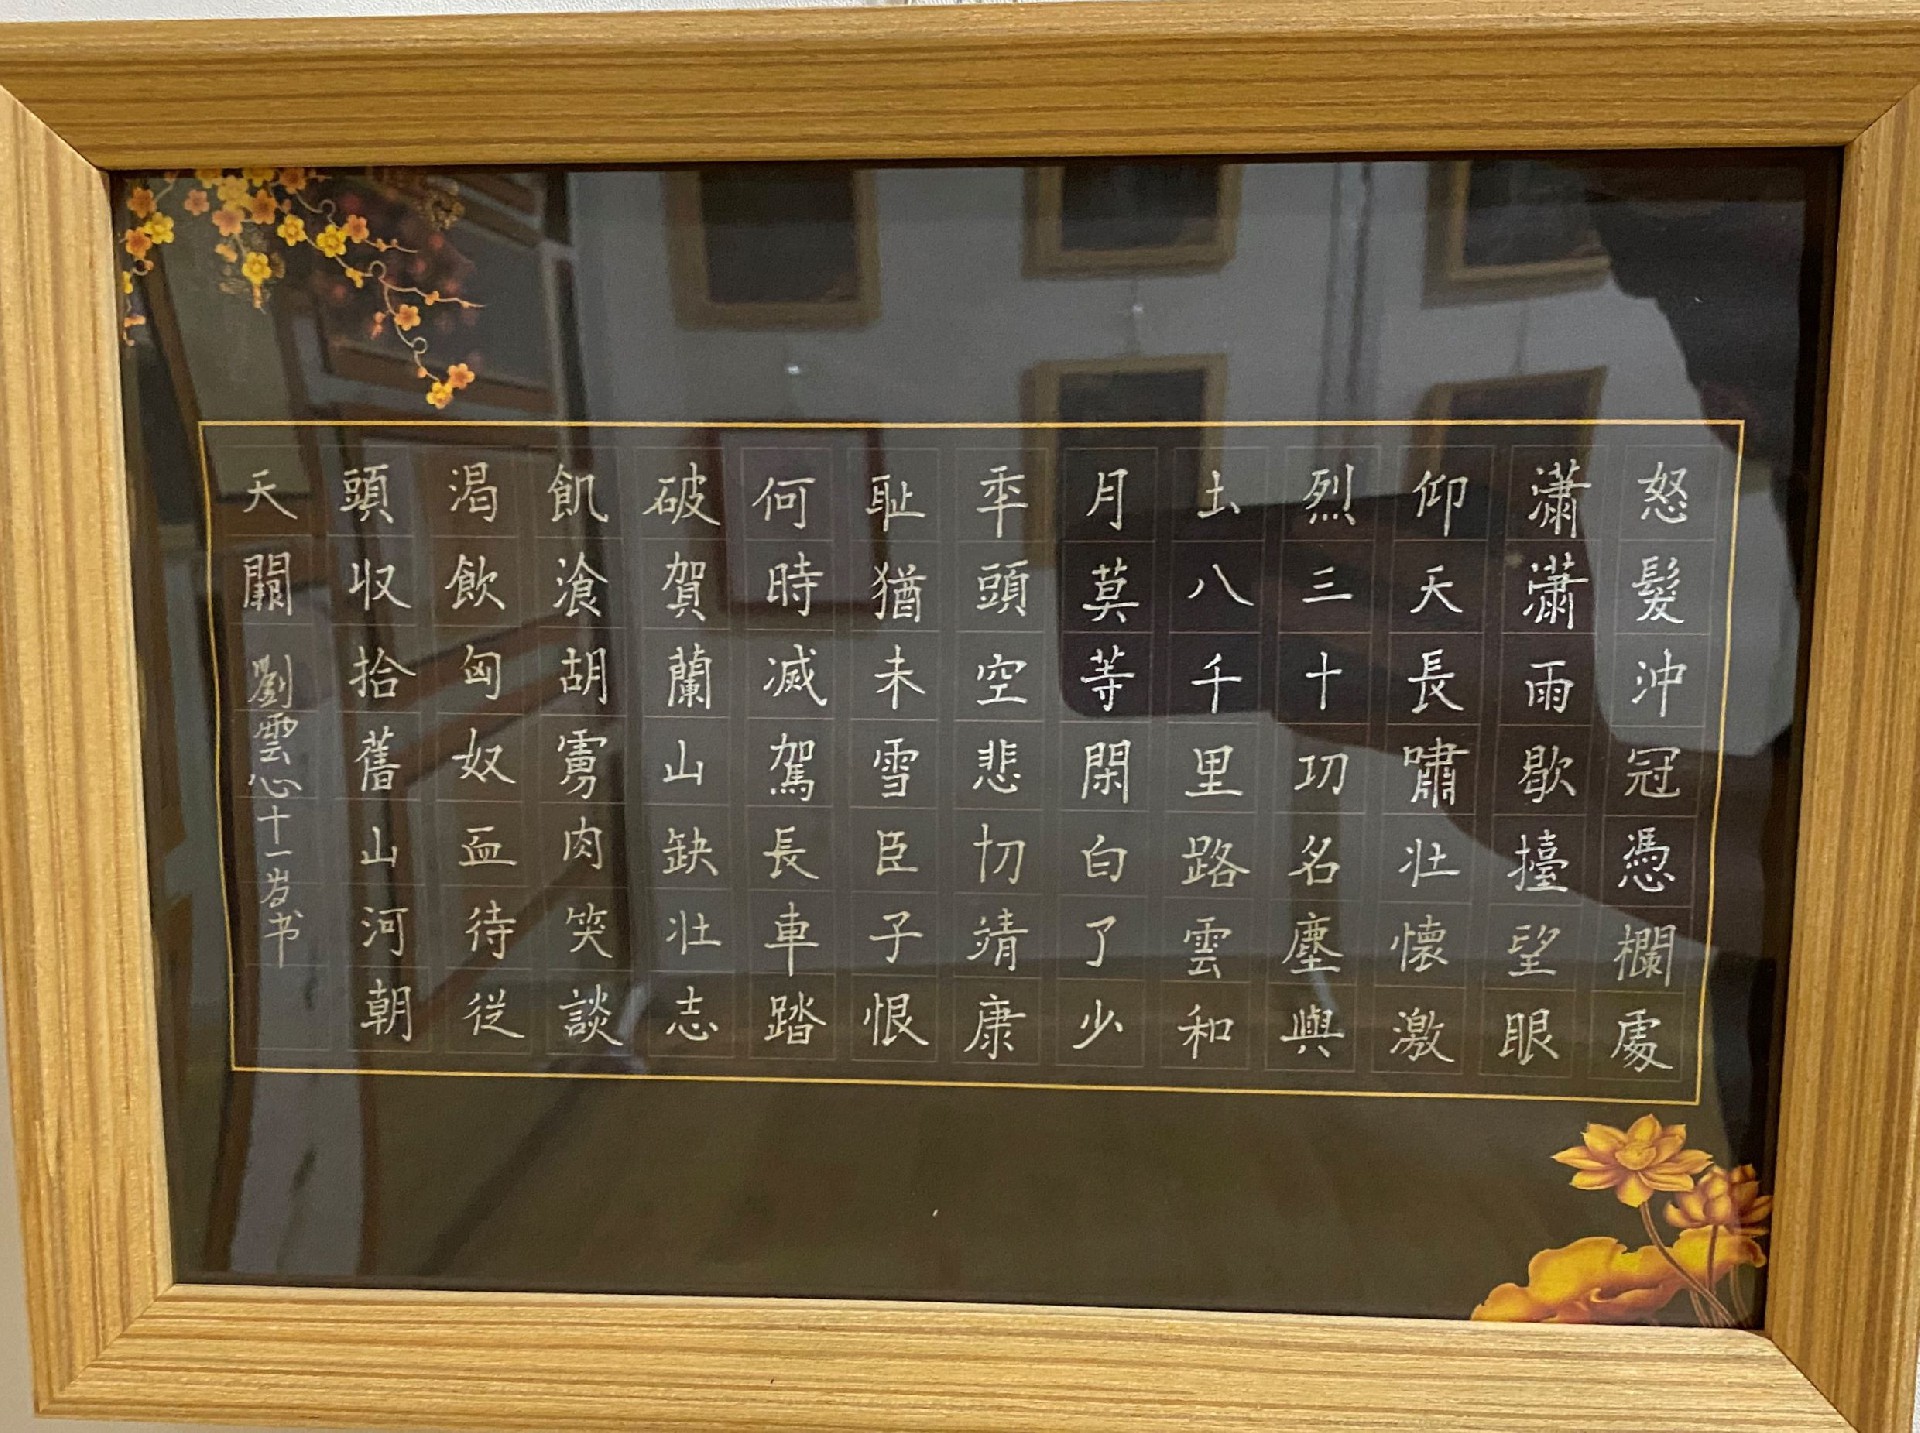 怒髮沖冠憑欄處
瀟瀟雨歇擡望眼
仰天長嘯壯懷激
烈三十功名塵與
土八千里路雲和
月莫等閑白了少
年頭空悲切靖康
耻猶未雪臣子恨
何時滅駕長車踏
破賀蘭山缺壯志
飢湌胡虜肉笑談
渴飲匈奴血待従
頭収拾舊山河朝
天闕 劉雲心十一岁书